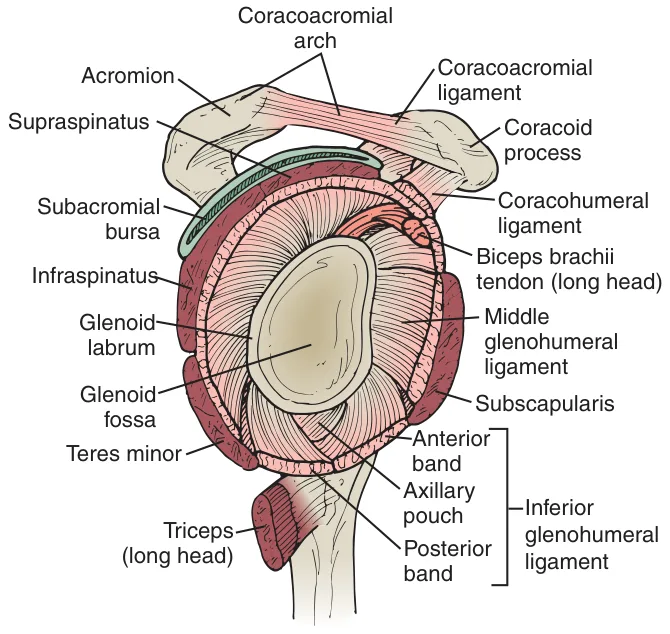 Coracoacromial
arch
Acromion
Coracoacromial
ligament
Supraspinatus
Coracoid
process
Subacromial
bursa
Coracohumeral
ligament
Biceps brachii
tendon (long head)
Infraspinatus
Glenoid
labrum
Middle
glenohumeral
ligament
Glenoid
fossa
Subscapularis
Teres minor
Anterior
band
Axillary
pouch
Inferior
glenohumeral
ligament
Triceps
(long head)
Posterior
band